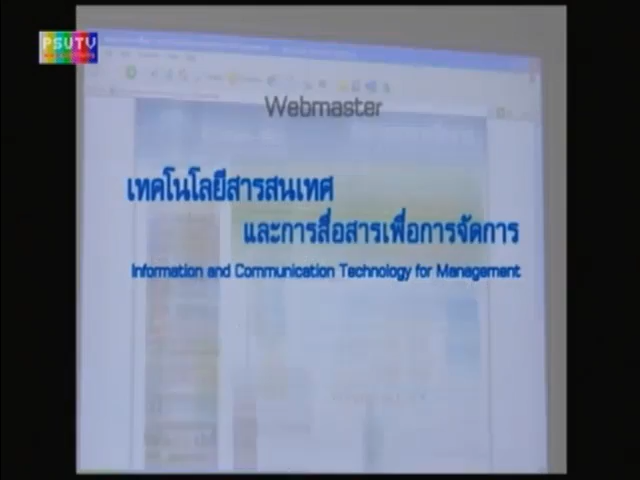 PSUTV
Webmaster
เทคโนโลยีสารสนเทศ
และการสื่อสารเพื่อการจัดการ
Information and Communication Technology for Management